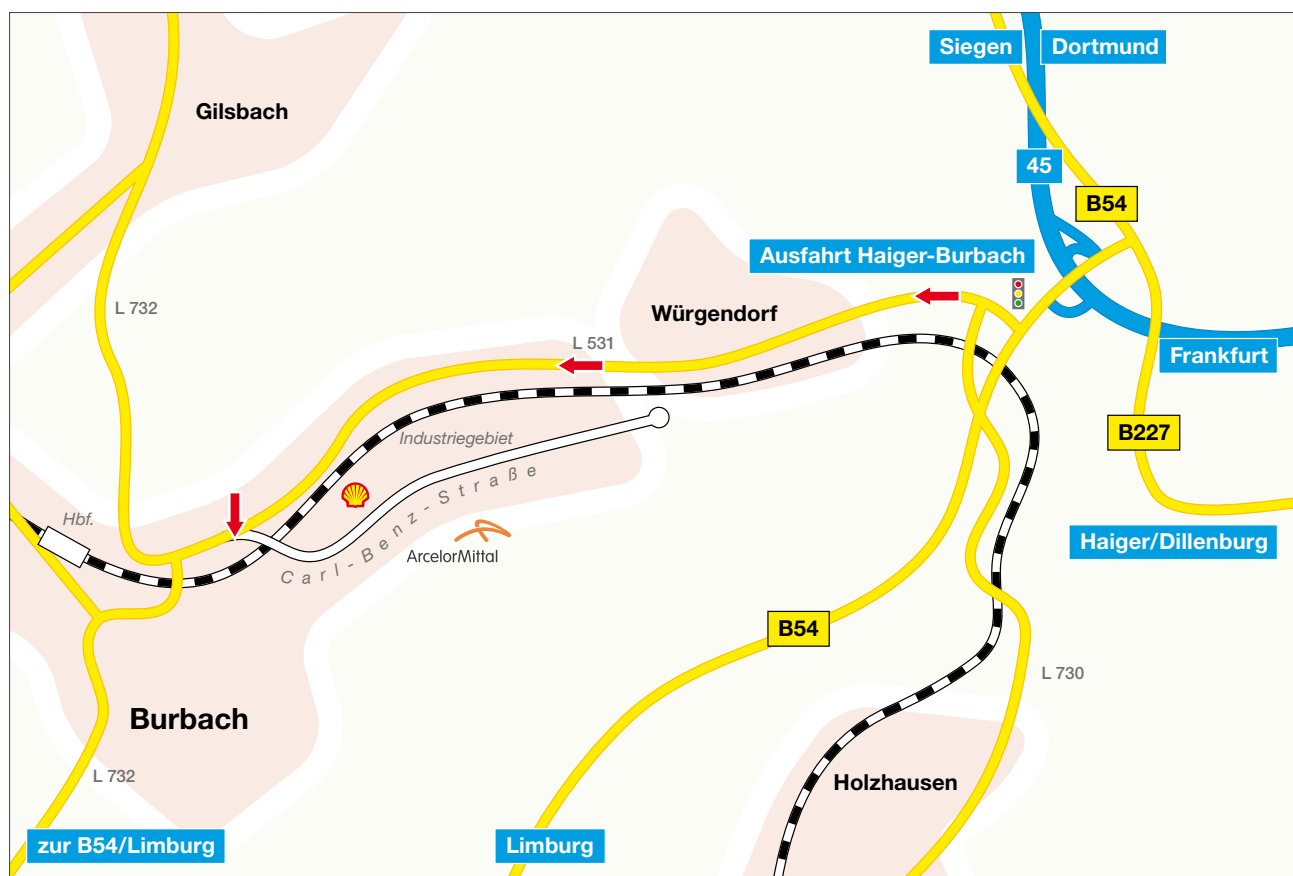 Siegen
Dortmund
Gilsbach
45
B54
Ausfahrt Haiger-Burbach
L 732
Würgendorf
L 531
Frankfurt
B227
Industriegebiet
Hbf.
Carl-Benz-Straße
ArcelorMittal
Haiger/Dillenburg
B54
L 730
Burbach
L 732
Holzhausen
zur B54/Limburg
Limburg